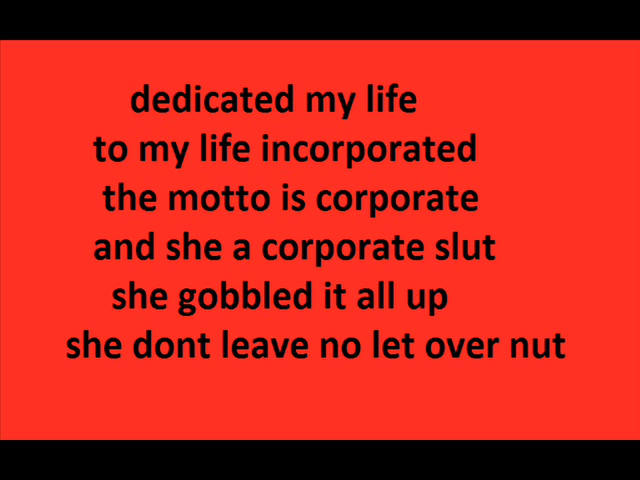 dedicated my life
to my life incorporated
the motto is corporate
and she a corporate slut
she gobbled it all up
she dont leave no let over nut